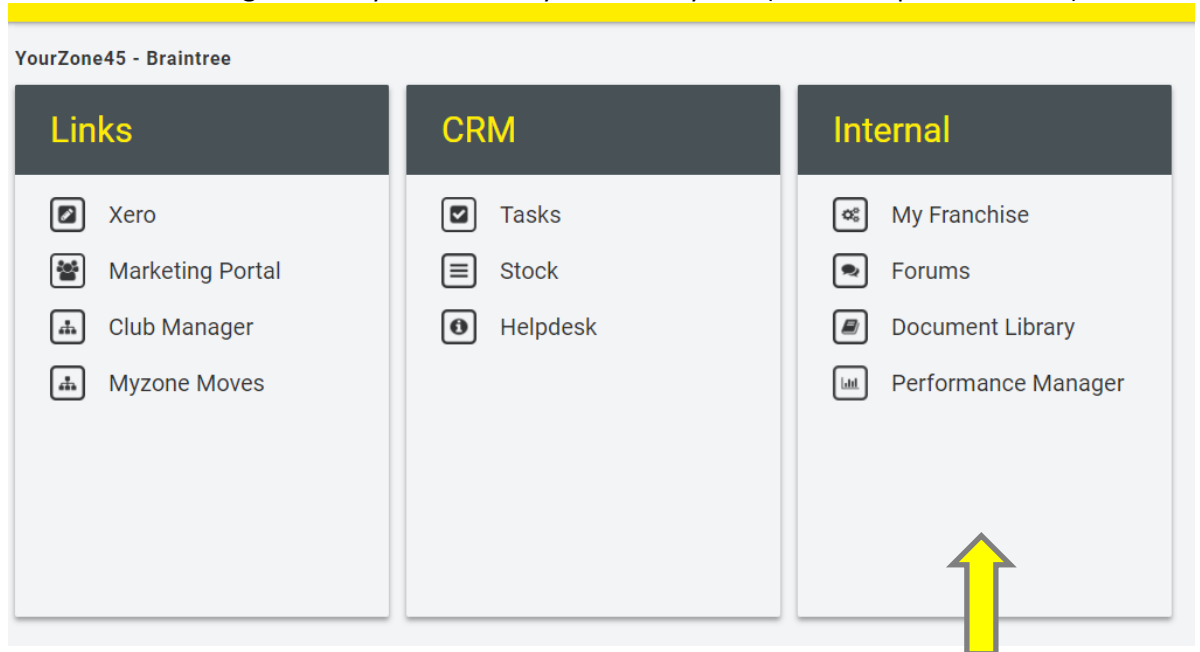 YourZone45 - Braintree
Links
Xero
Marketing Portal
Club Manager
Myzone Moves
CRM
Tasks
Stock
Helpdesk
Internal
My Franchise
Forums
Document Library
Performance Manager